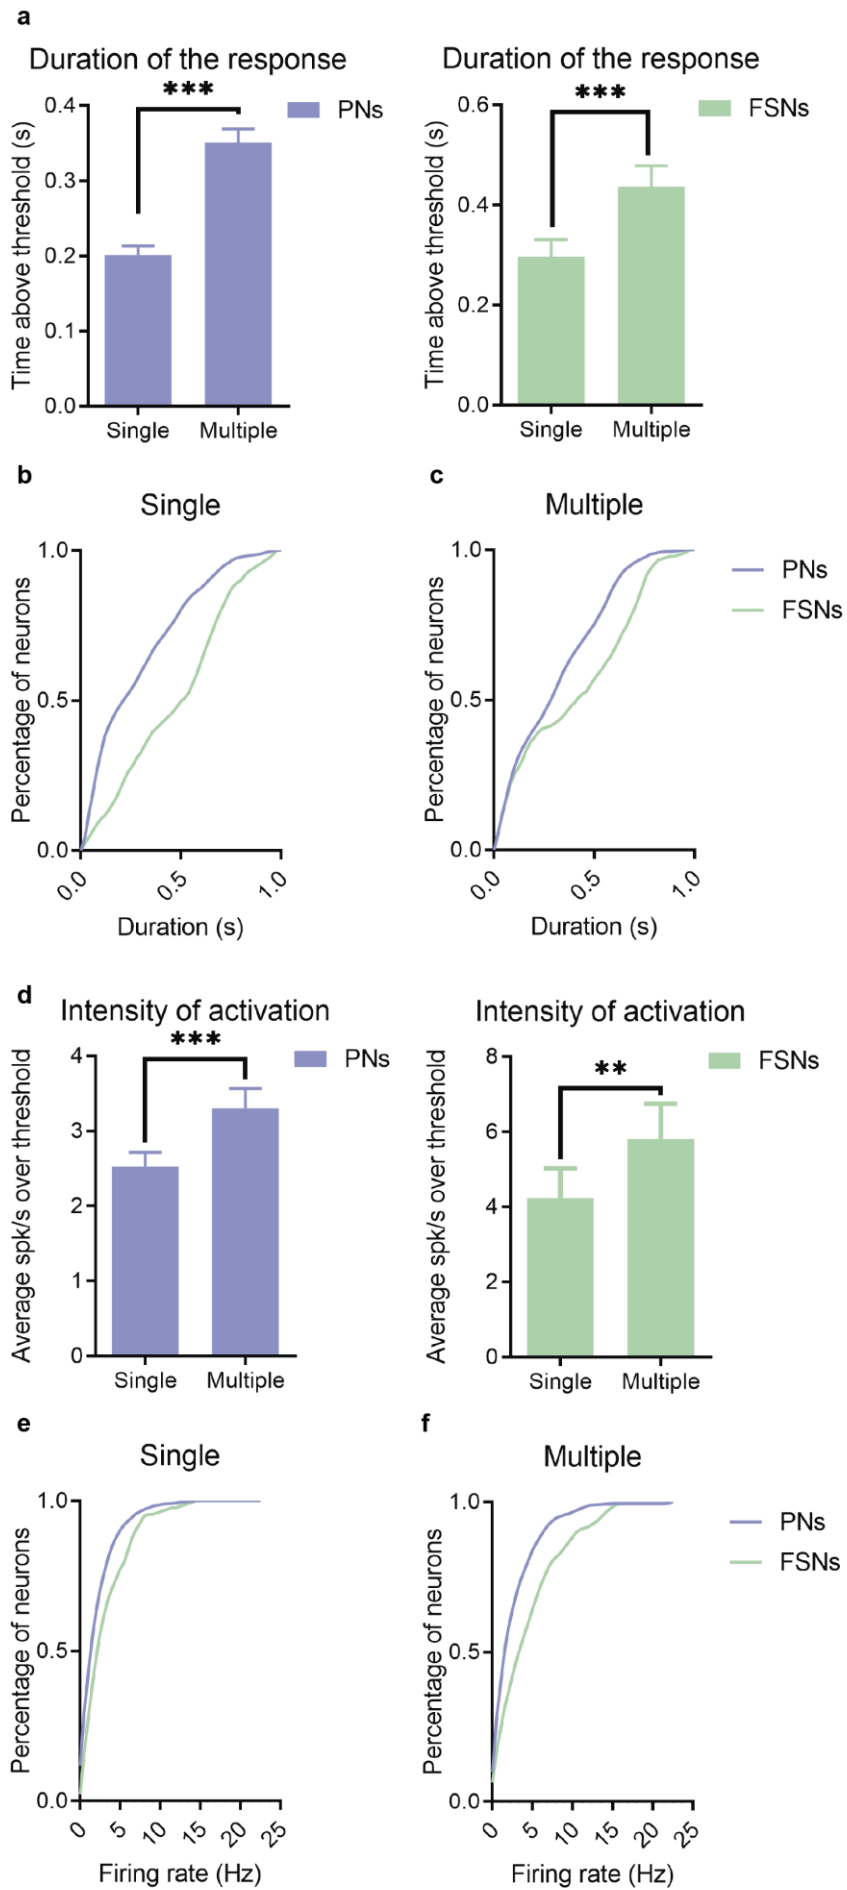 a
Duration of the response
***
PNs
Time above threshold (s)
0.4
0.3
0.2
0.1
0.0
Single
Multiple
Duration of the response
***
FSNs
Time above threshold (s)
0.6
0.4
0.2
0.0
Single
Multiple
b
Single
Percentage of neurons
1.0
0.5
0.0
0.0
0.5
1.0
Duration (s)
c
Multiple
Percentage of neurons
1.0
0.5
0.0
0.0
0.5
1.0
Duration (s)
PNs
FSNs
d
Intensity of activation
***
PNs
Average spk/s over threshold
4
3
2
1
0
Single
Multiple
Intensity of activation
**
FSNs
Average spk/s over threshold
8
6
4
2
0
Single
Multiple
e
Single
Percentage of neurons
1.0
0.5
0.0
0
5
10
15
20
25
Firing rate (Hz)
f
Multiple
Percentage of neurons
1.0
0.5
0.0
0
5
10
15
20
25
Firing rate (Hz)
PNs
FSNs